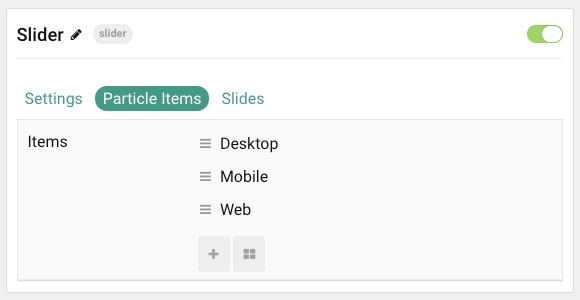 Slider slider
Settings Particle Items Slides
Items
Desktop
Mobile
Web